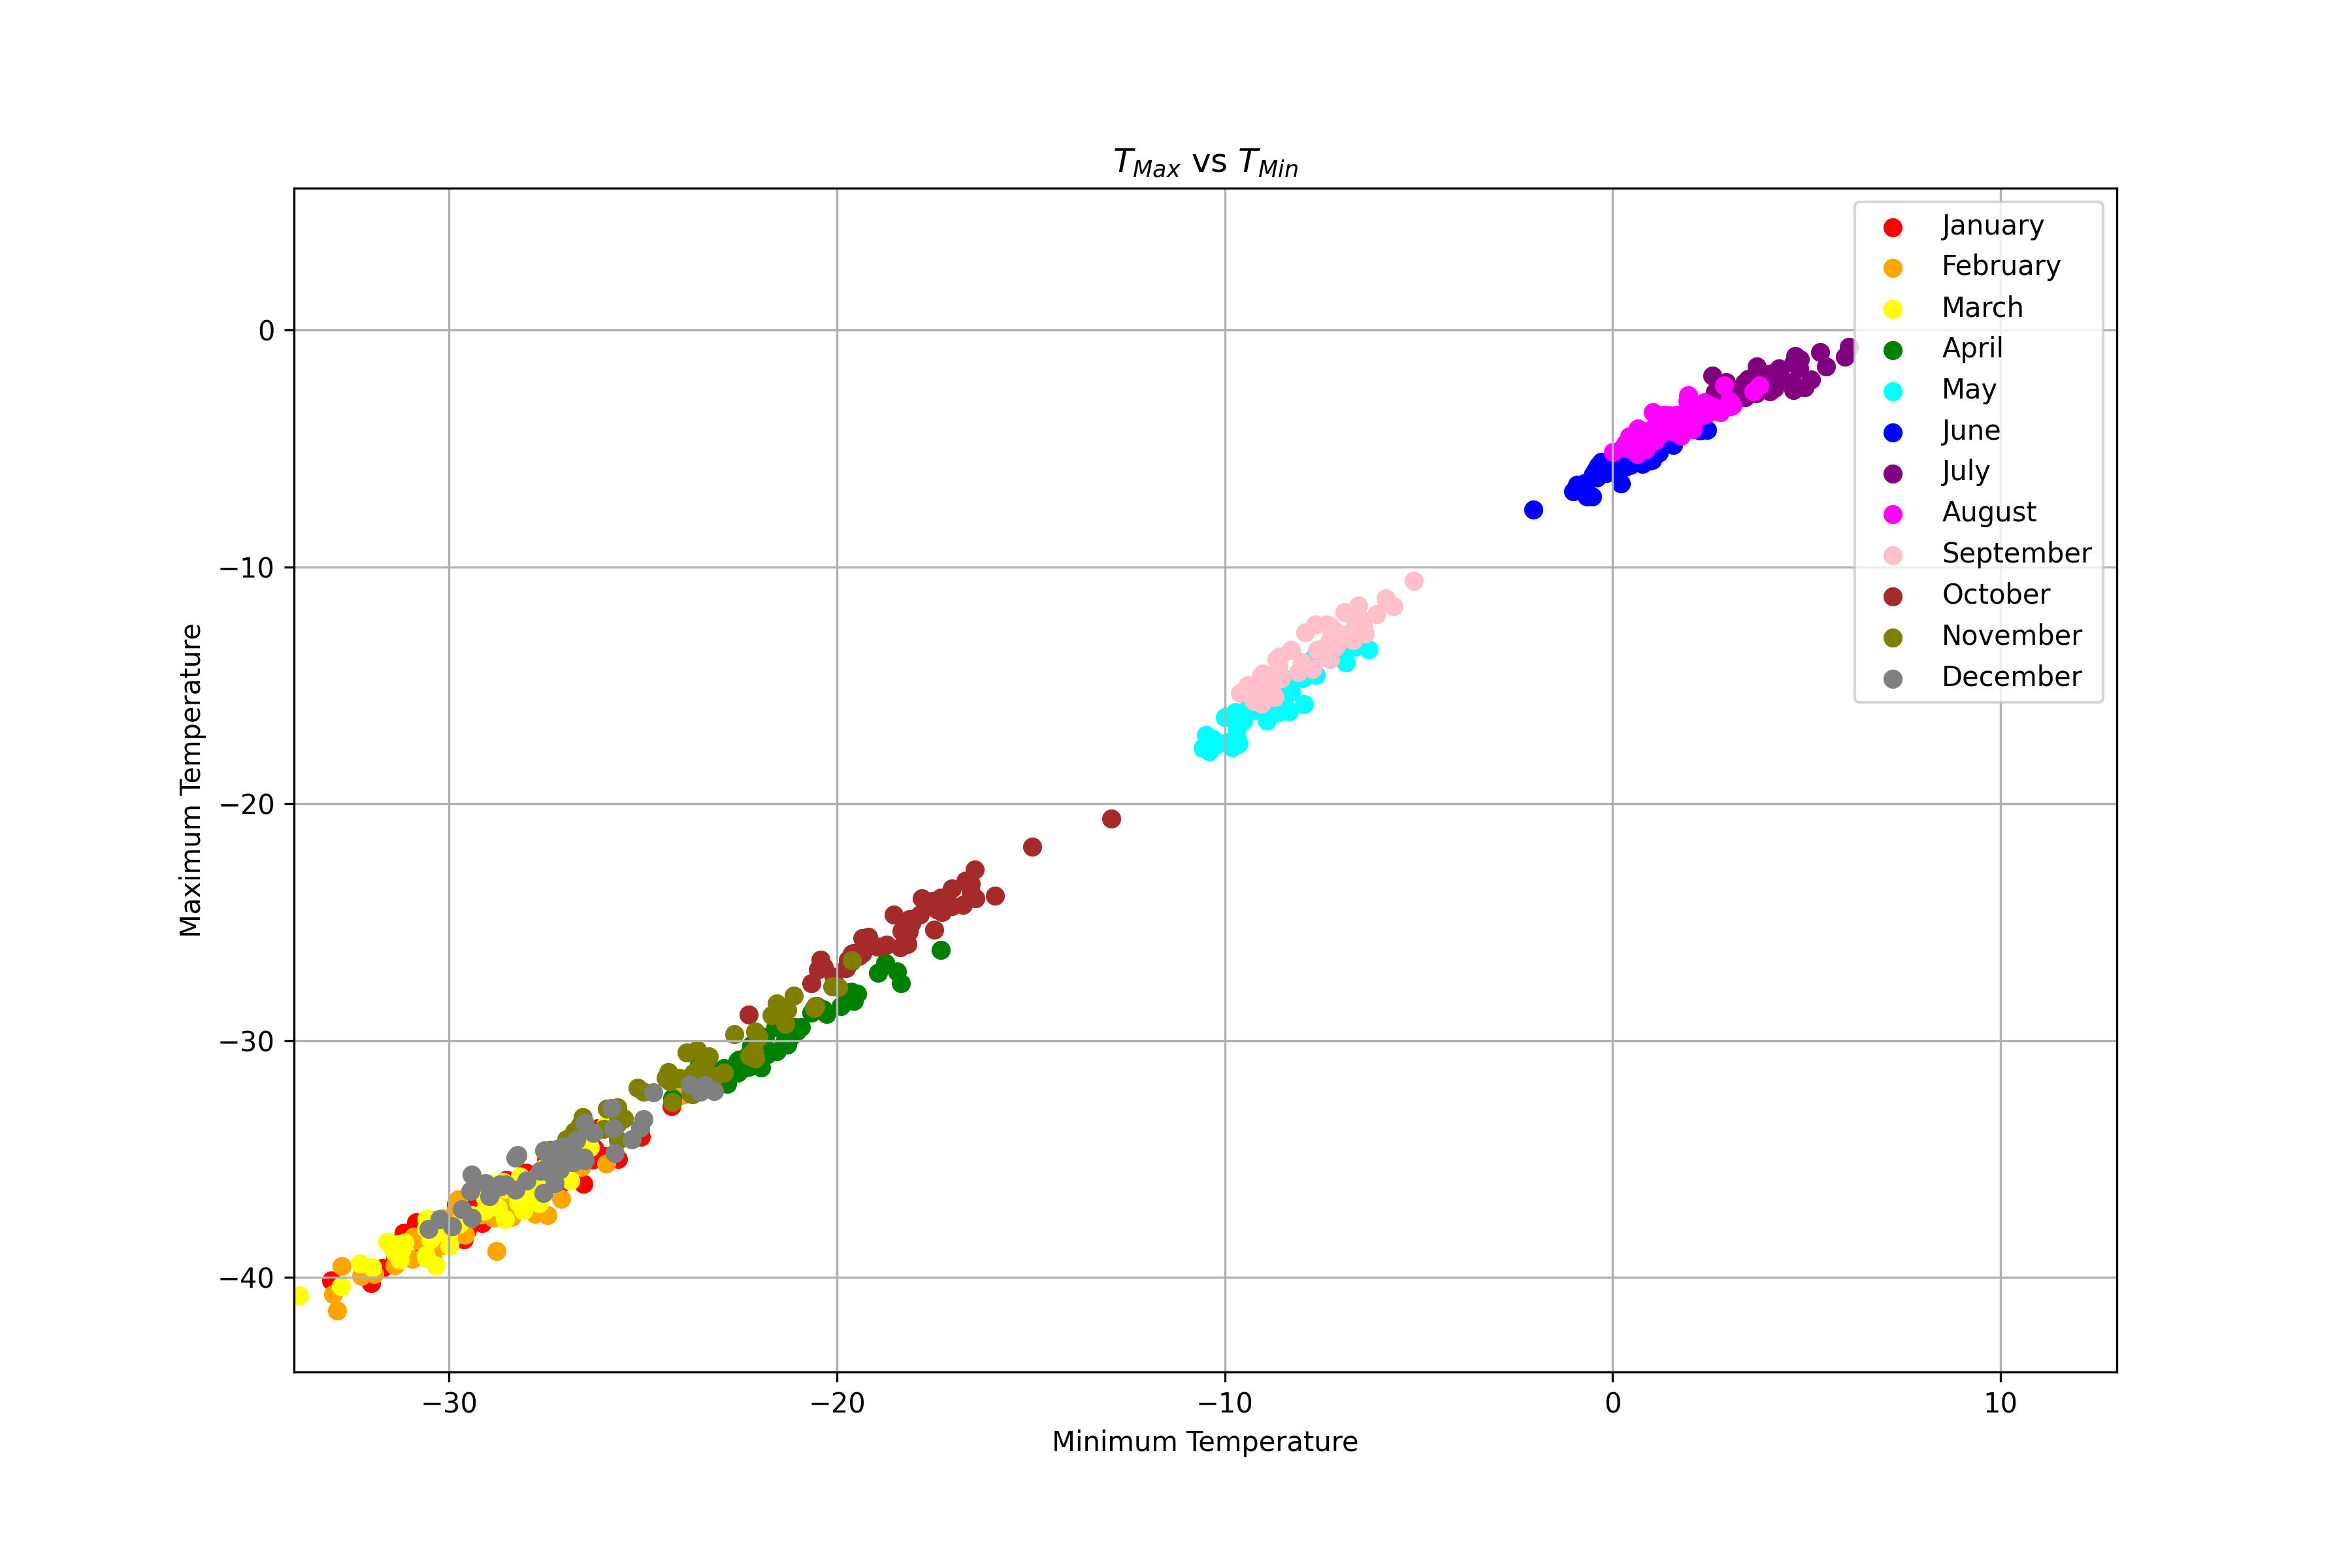 T_Max vs T_Min
January
February
March
April
May
June
July
August
September
October
November
December
0
−10
−20
−30
−40
Maximum Temperature
−30
−20
−10
0
10
Minimum Temperature